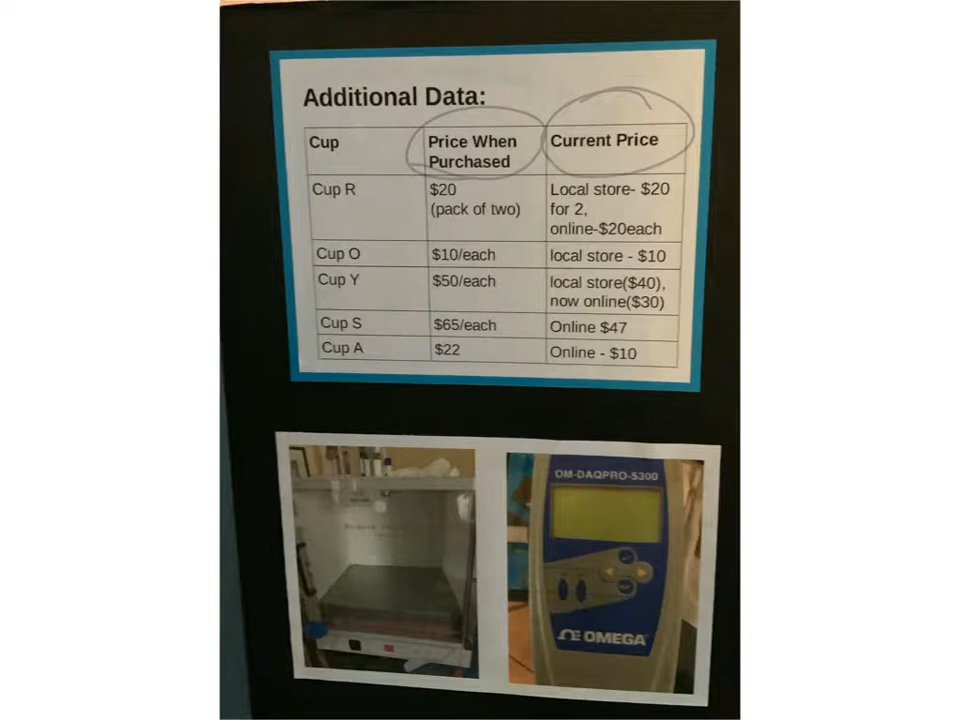 Additional Data:
Cup Price When Purchased Current Price
Cup R $20 (pack of two) Local store- $20 for 2, online-$20each
Cup O $10/each local store - $10
Cup Y $50/each local store($40), now online($30)
Cup S $65/each Online $47
Cup A $22 Online - $10
OM-DAQPRO-5300
OMEGA